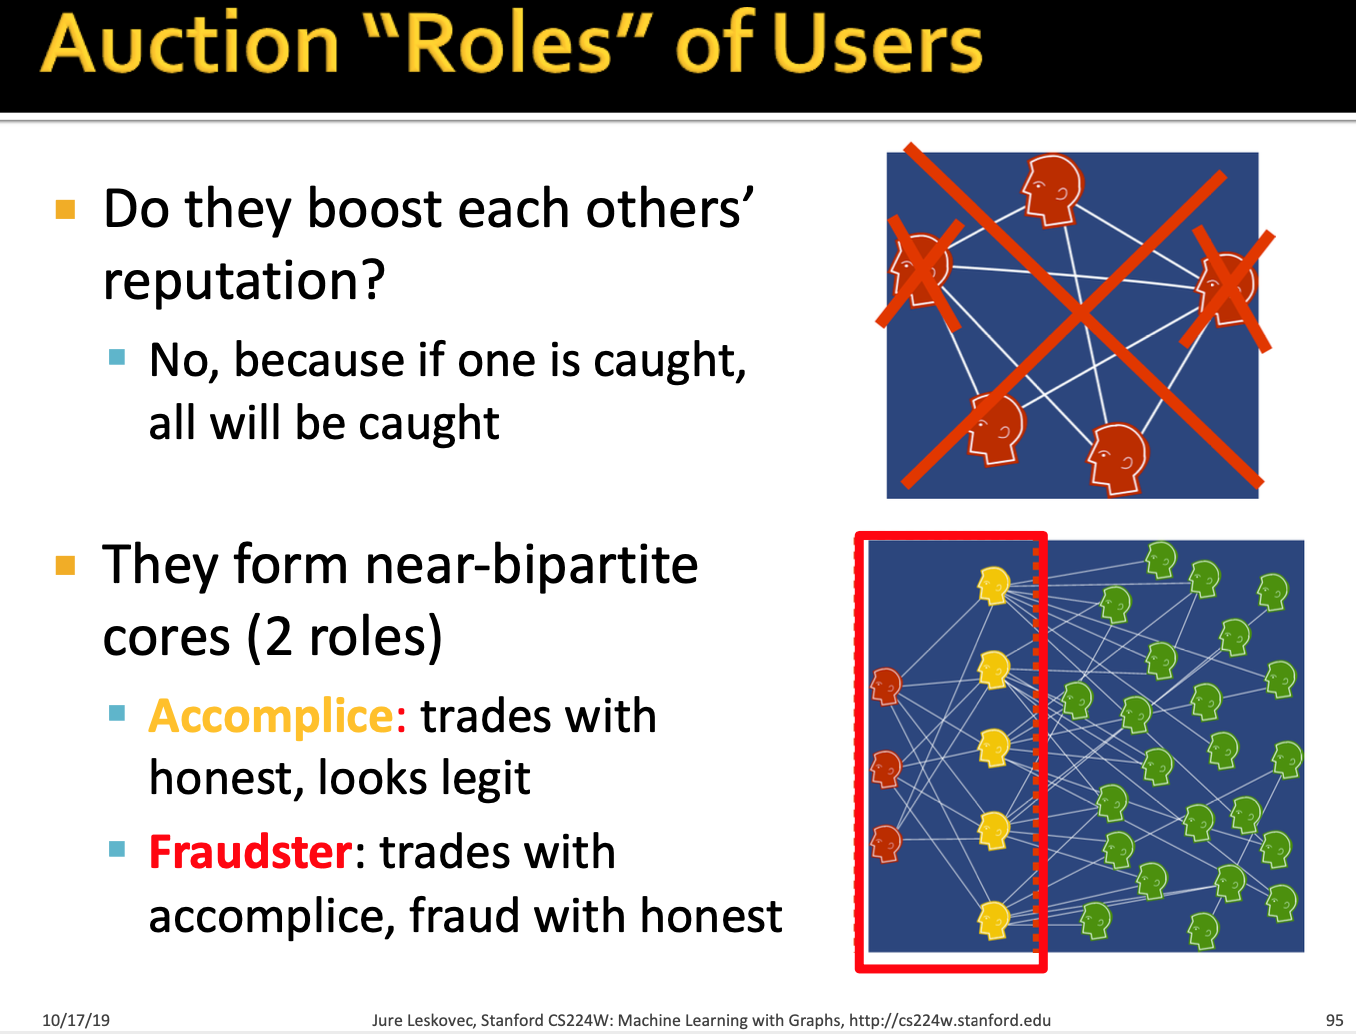 Auction “Roles” of Users
Do they boost each others’
reputation?
No, because if one is caught,
all will be caught
They form near-bipartite
cores (2 roles)
Accomplice: trades with
honest, looks legit
Fraudster: trades with
accomplice, fraud with honest
10/17/19
Jure Leskovec, Stanford CS224W: Machine Learning with Graphs, http://cs224w.stanford.edu
95